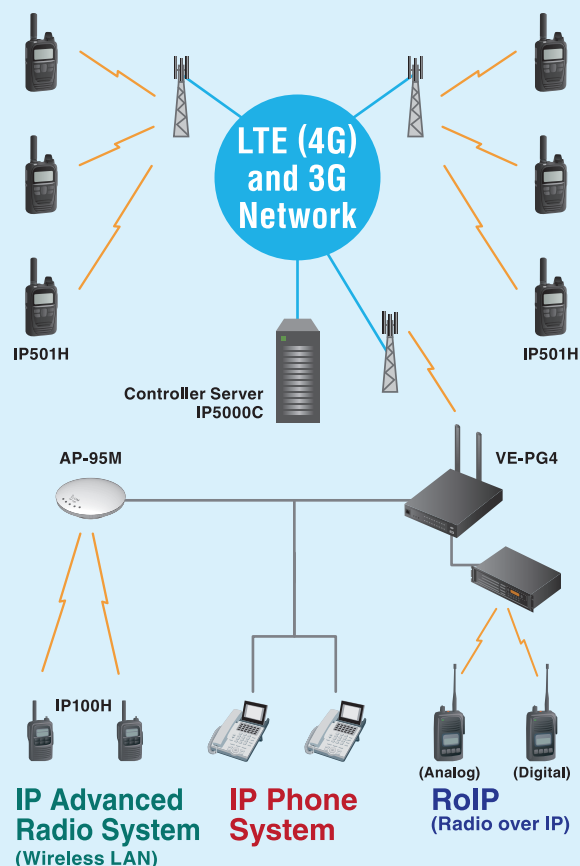 LTE (4G)
and 3G
Network
IP501H
IP501H
Controller Server
IP5000C
AP-95M
VE-PG4
IP100H
(Analog)
(Digital)
IP Advanced
Radio System
(Wireless LAN)
IP Phone
System
RoIP
(Radio over IP)